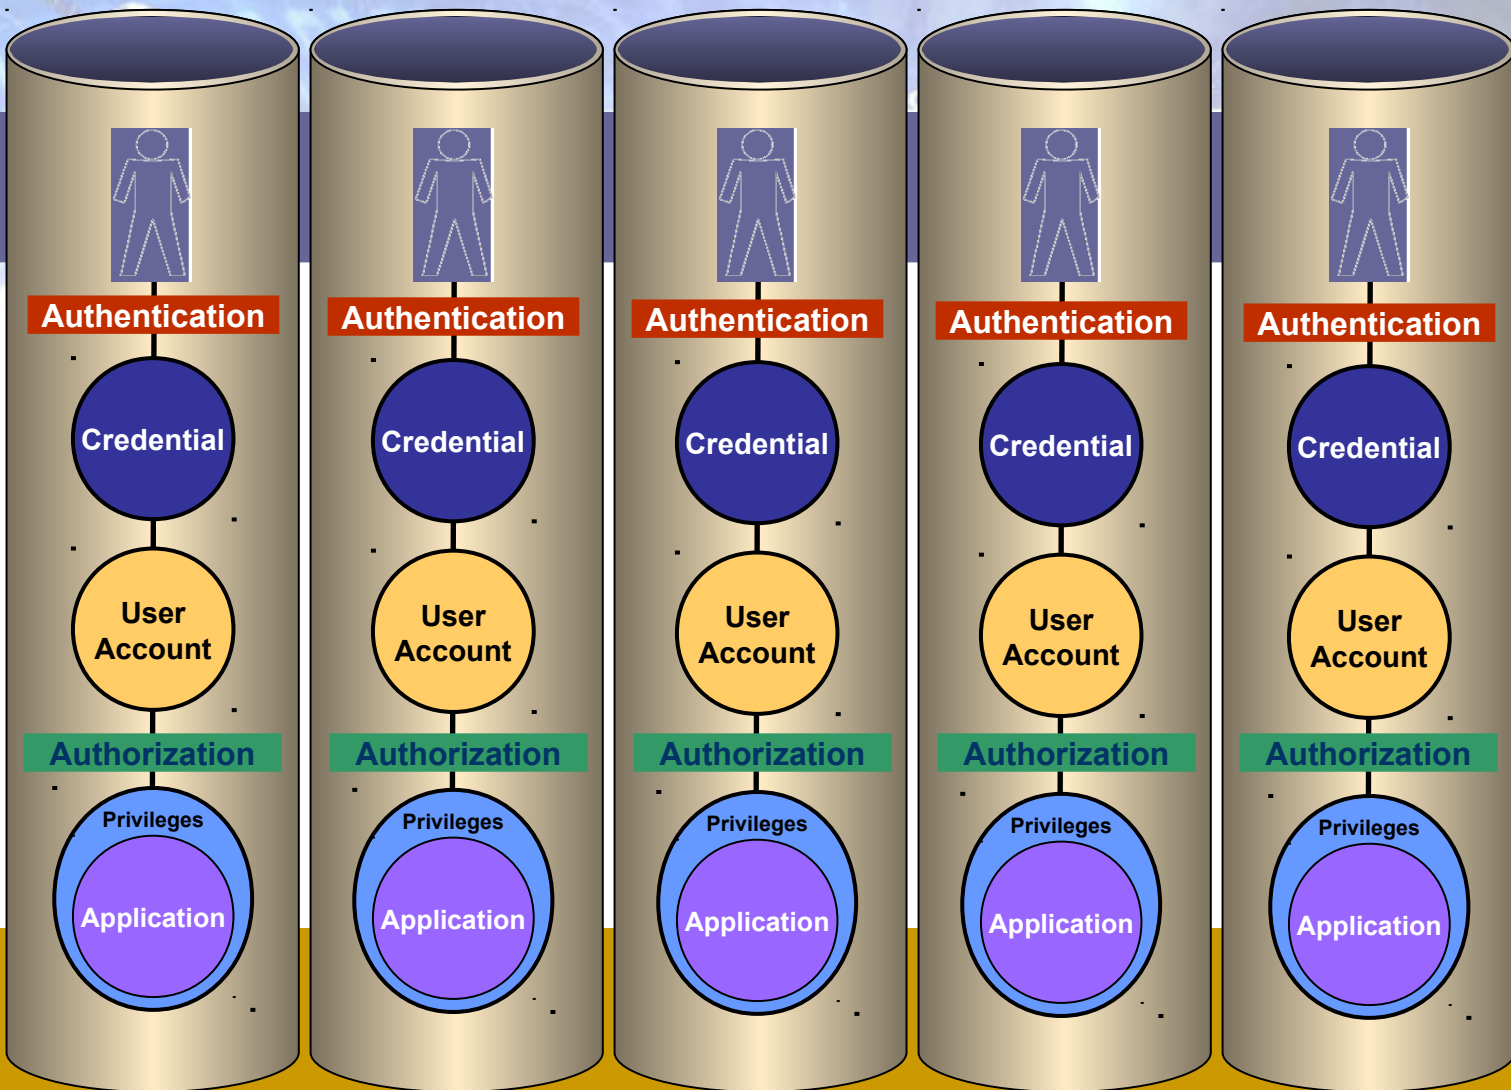 Authentication
Credential
User
Account
Authorization
Privileges
Application
Authentication
Credential
User
Account
Authorization
Privileges
Application
Authentication
Credential
User
Account
Authorization
Privileges
Application
Authentication
Credential
User
Account
Authorization
Privileges
Application
Authentication
Credential
User
Account
Authorization
Privileges
Application